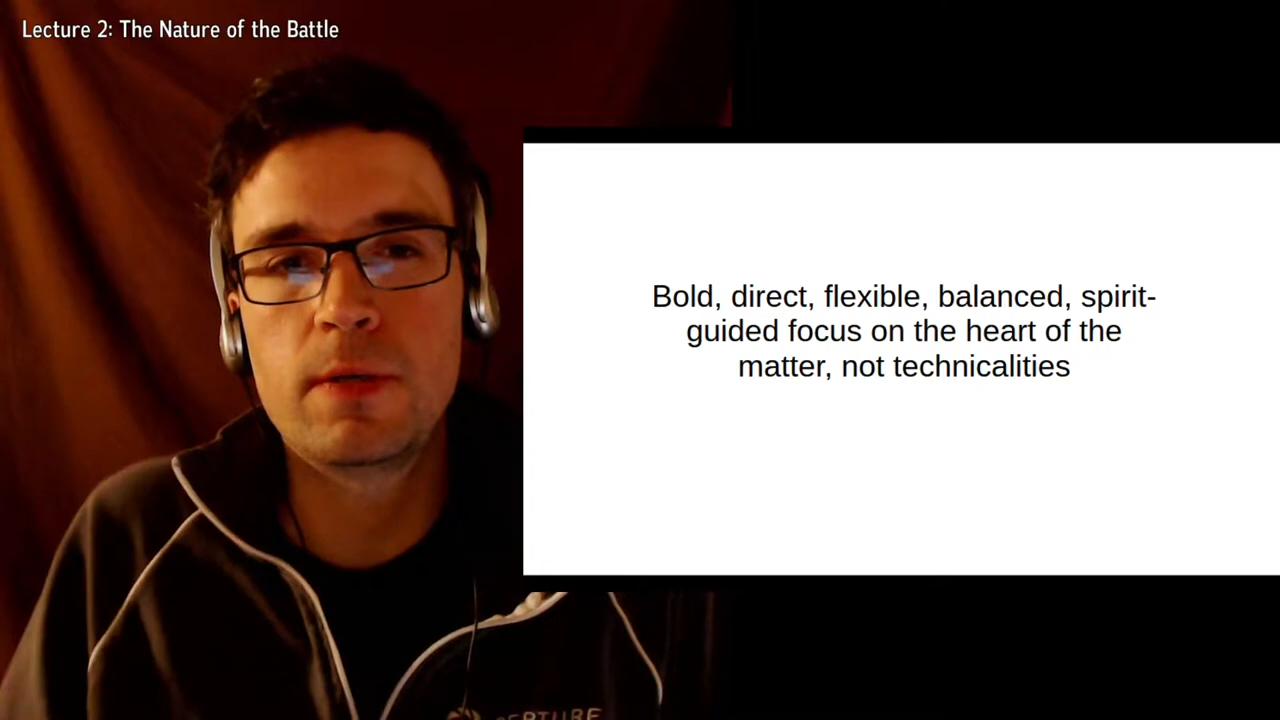 Lecture 2: The Nature of the Battle
Bold, direct, flexible, balanced, spirit-
guided focus on the heart of the
matter, not technicalities